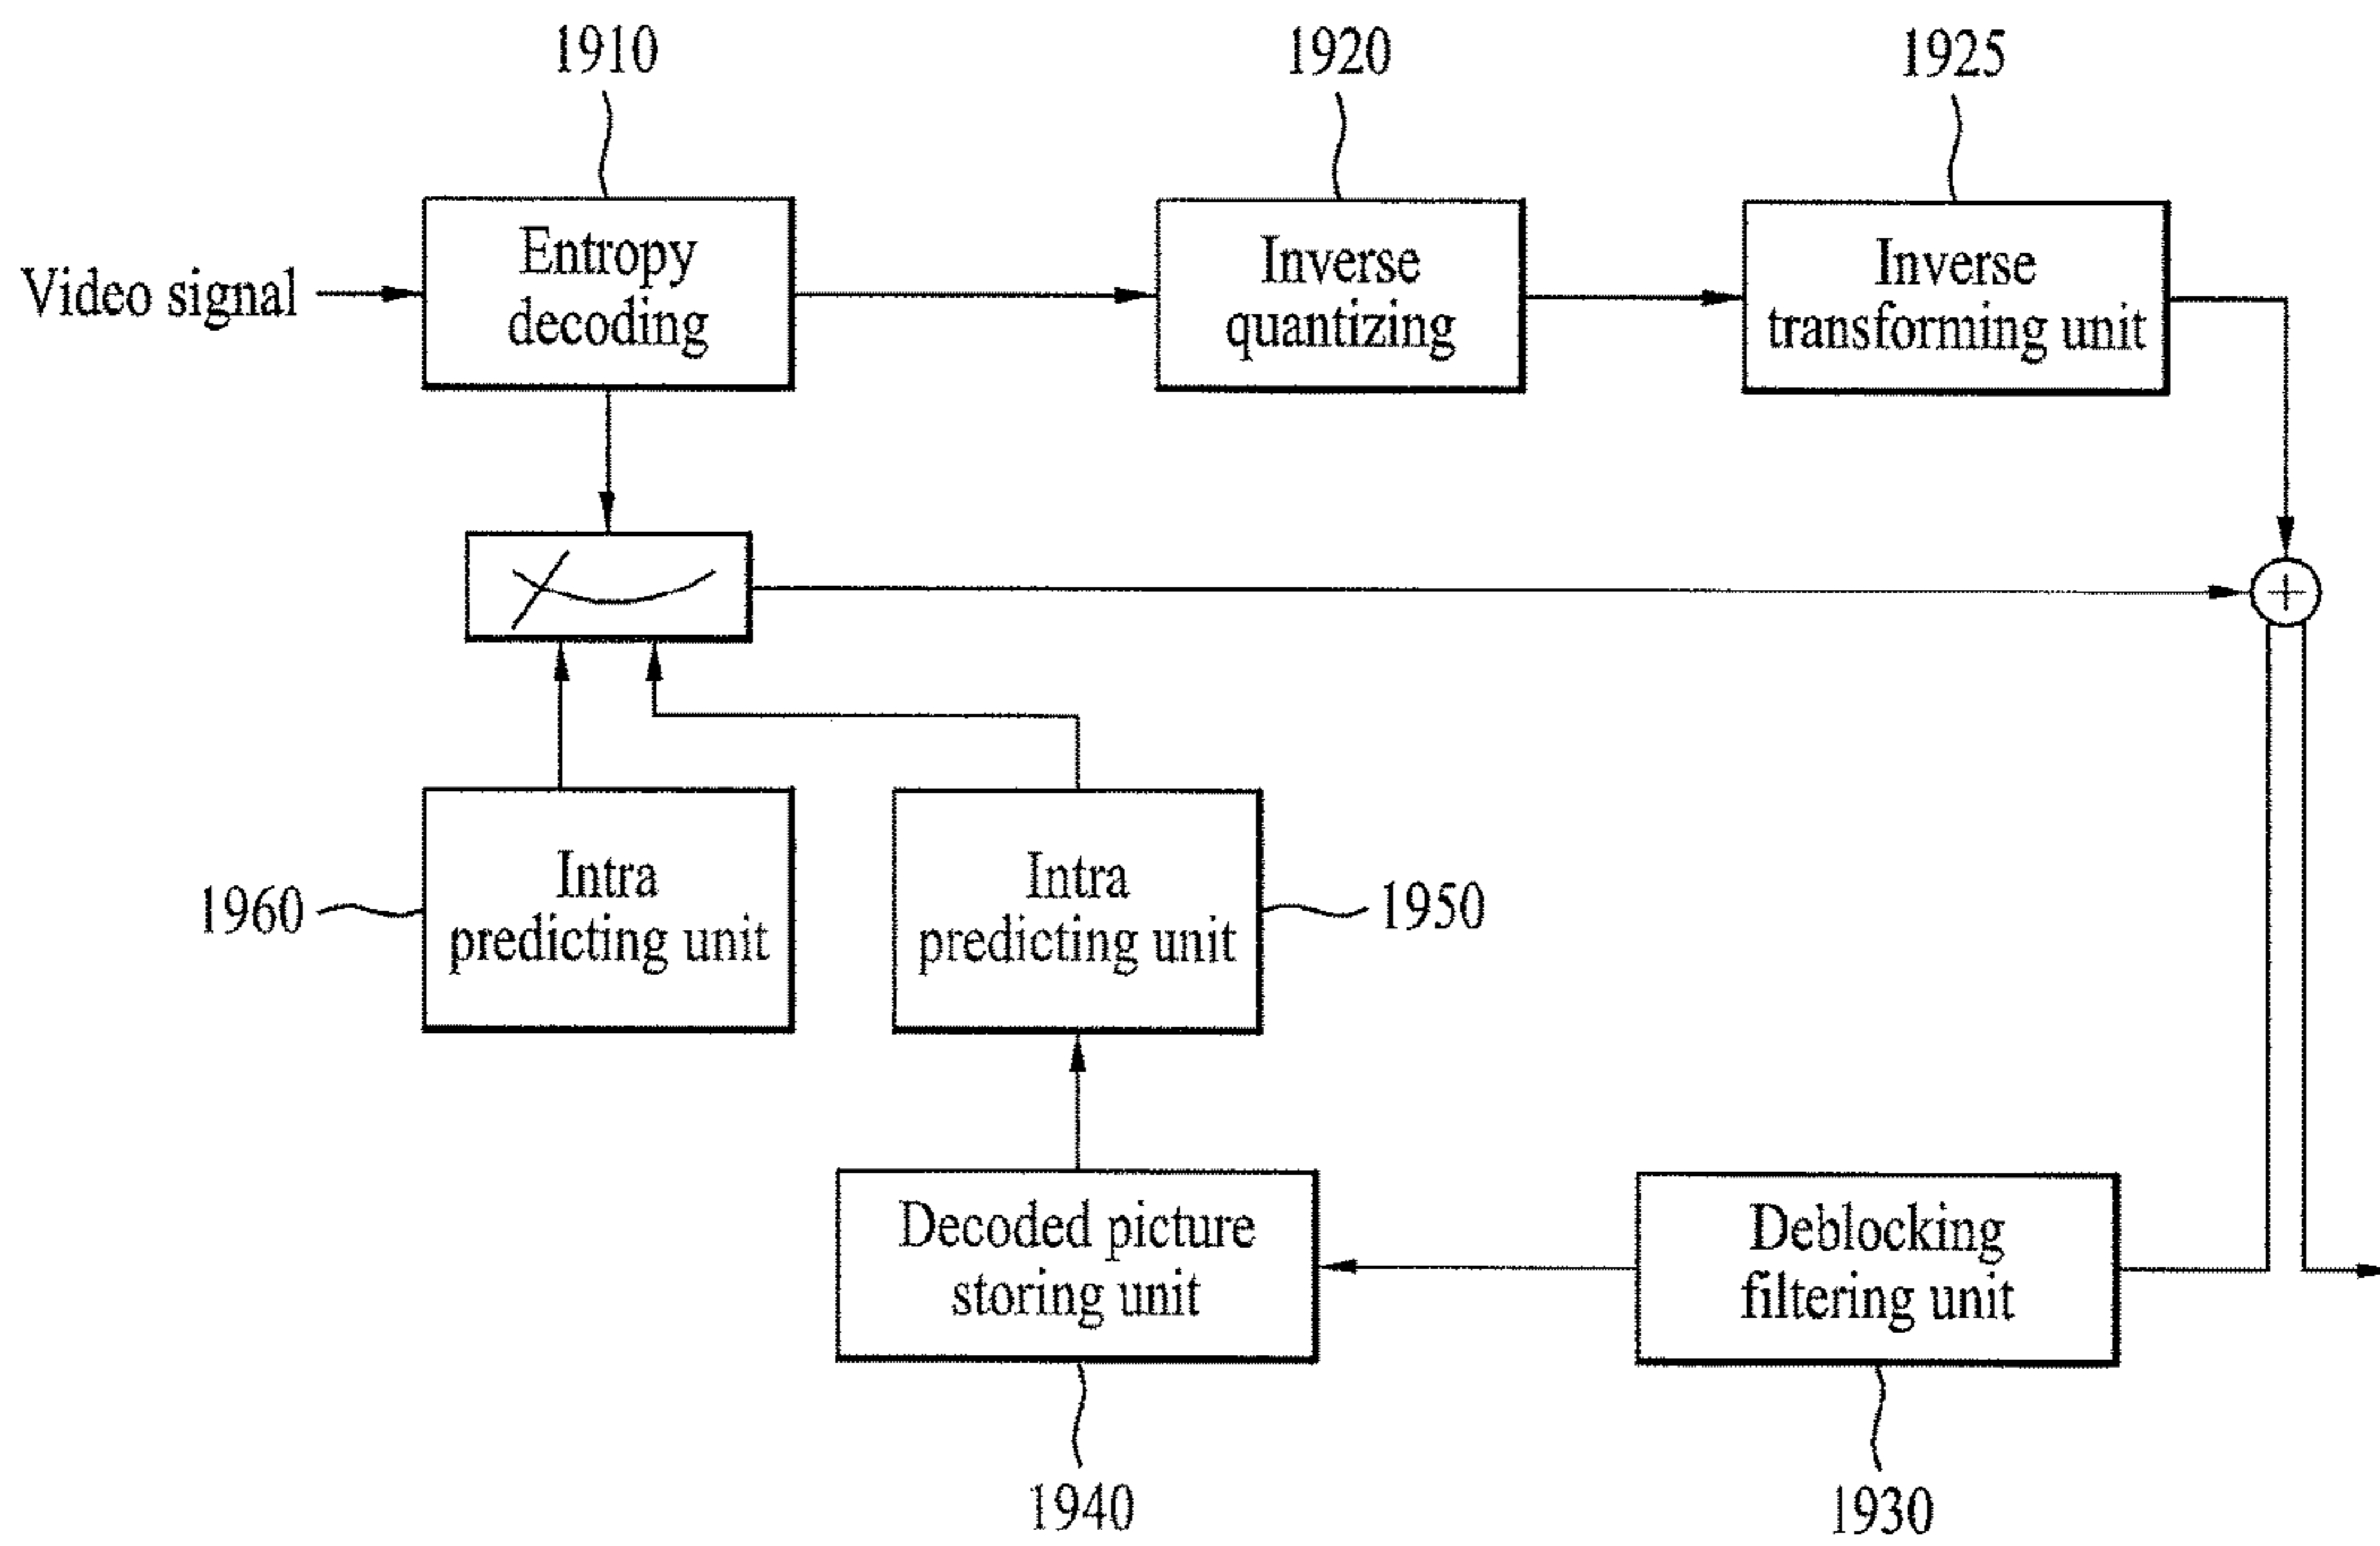 1910
1920
1925
Video signal
Entropy
decoding
Inverse
quantizing
Inverse
transforming unit
+
1960
Intra
predicting unit
Intra
predicting unit
1950
Decoded picture
storing unit
Deblocking
filtering unit
1940
1930